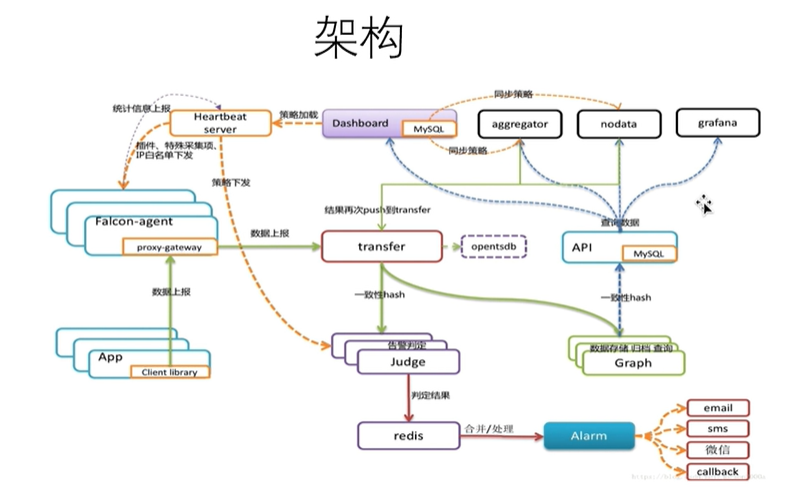 架构
统计信息上报
Heartbeat
server
策略加载
Dashboard
MySQL
同步策略
同步策略
aggregator
nodata
grafana
插件、特殊采集项、
IP白名单下发
策略下发
Falcon-agent
proxy-gateway
数据上报
结果再次push到transfer
transfer
opentsdb
查询数据
API
MySQL
数据上报
一致性hash
一致性hash
App
Client library
告警判定
Judge
数据存储 归档 查询
Graph
判定结果
redis
合并/处理
Alarm
email
sms
微信
callback